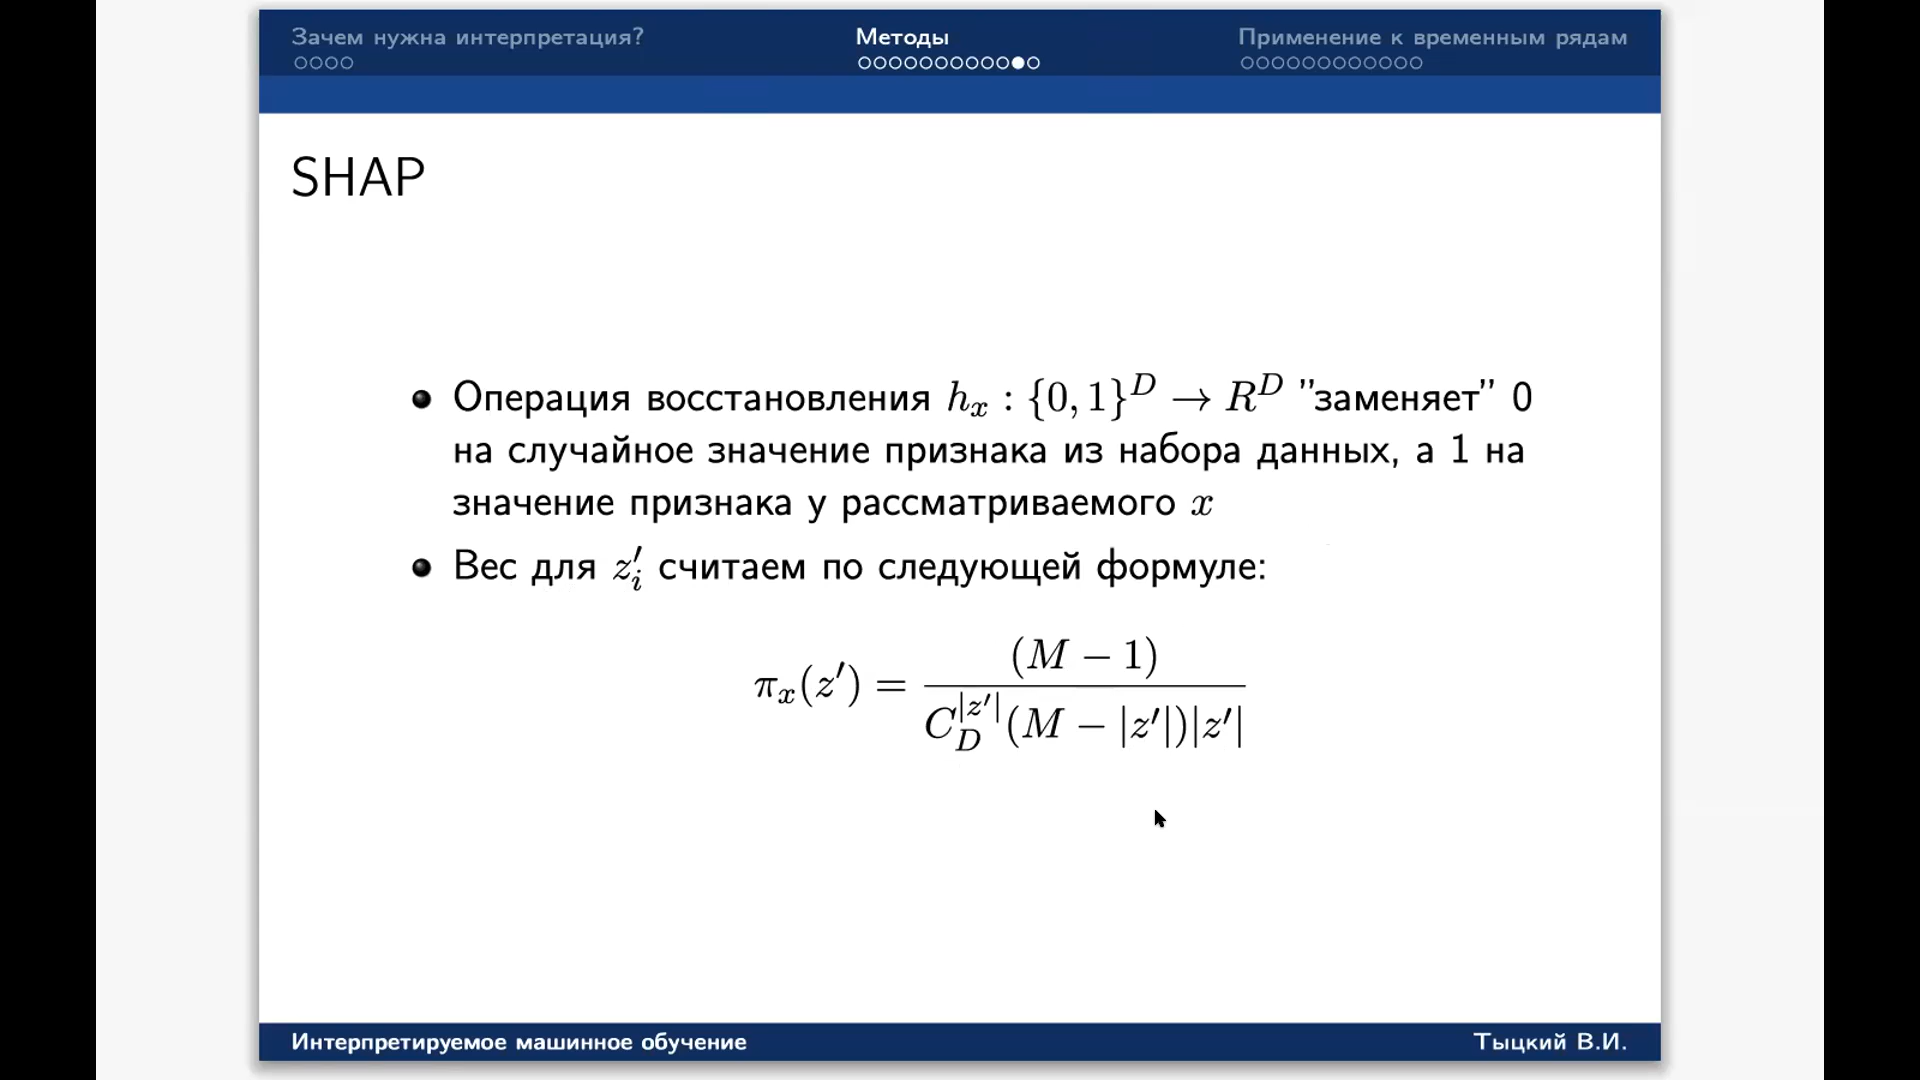 Зачем нужна интерпретация?
Методы
Применение к временным рядам
SHAP
Операция восстановления $h_x : \{0, 1\}^D \to R^D$ "заменяет" 0
на случайное значение признака из набора данных, а 1 на
значение признака у рассматриваемого $x$
Вес для $z'_i$ считаем по следующей формуле:
$\pi_x(z') = \frac{(M - 1)}{C_D^{|z'|}(M - |z'|)|z'|}$
Интерпретируемое машинное обучение
Тыцкий В.И.